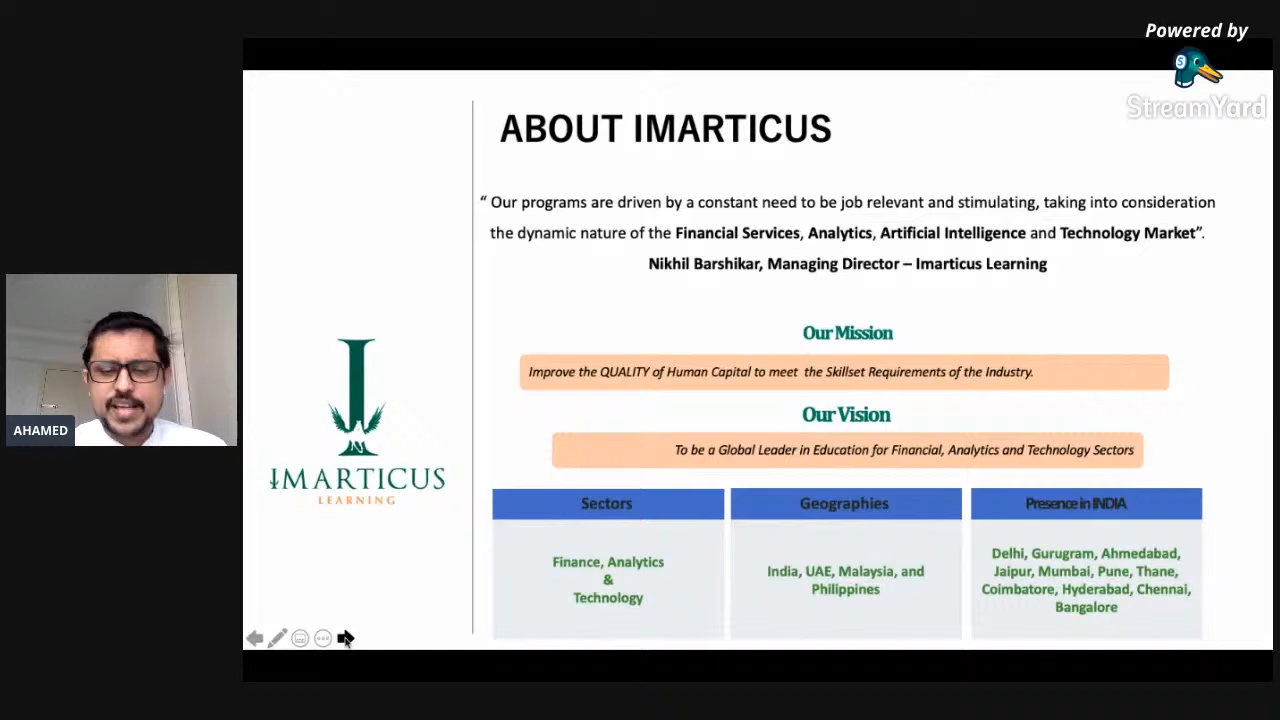 Powered by
StreamYard
ABOUT IMARTICUS
“ Our programs are driven by a constant need to be job relevant and stimulating, taking into consideration
the dynamic nature of the Financial Services, Analytics, Artificial Intelligence and Technology Market”.
Nikhil Barshikar, Managing Director – Imarticus Learning
Our Mission
Improve the QUALITY of Human Capital to meet the Skillset Requirements of the Industry.
Our Vision
To be a Global Leader in Education for Financial, Analytics and Technology Sectors
IMARTICUS
LEARNING
AHAMED
Sectors
Finance, Analytics
&
Technology
Geographies
India, UAE, Malaysia, and
Philippines
Presence in INDIA
Delhi, Gurugram, Ahmedabad,
Jaipur, Mumbai, Pune, Thane,
Coimbatore, Hyderabad, Chennai,
Bangalore